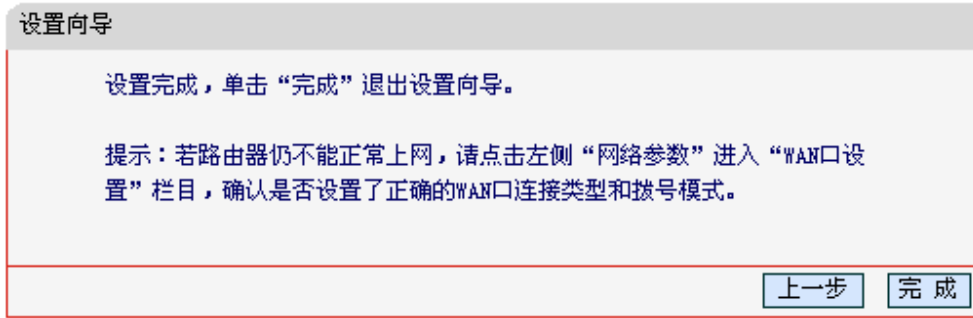 设置向导
设置完成，单击“完成”退出设置向导。
提示：若路由器仍不能正常上网，请点击左侧“网络参数”进入“WAN口设
置”栏目，确认是否设置了正确的WAN口连接类型和拨号模式。
上一步 完 成